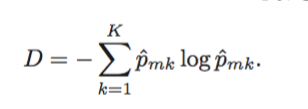 D = −∑_{k=1}^{K} p̂_{mk} log p̂_{mk}.